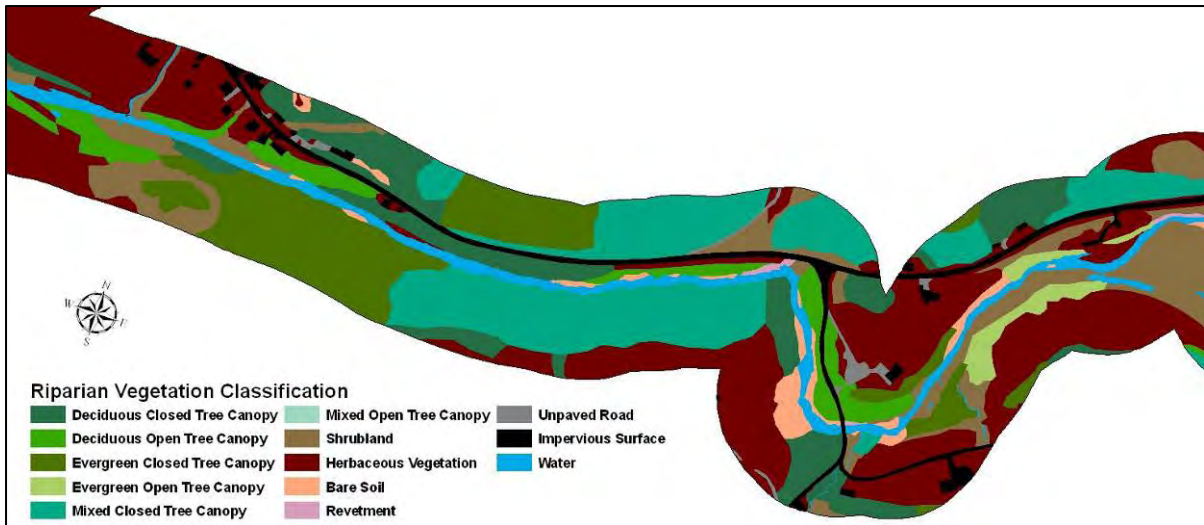 N
W E
S
Riparian Vegetation Classification
Deciduous Closed Tree Canopy
Deciduous Open Tree Canopy
Evergreen Closed Tree Canopy
Evergreen Open Tree Canopy
Mixed Closed Tree Canopy
Mixed Open Tree Canopy
Shrubland
Herbaceous Vegetation
Bare Soil
Revetment
Unpaved Road
Impervious Surface
Water